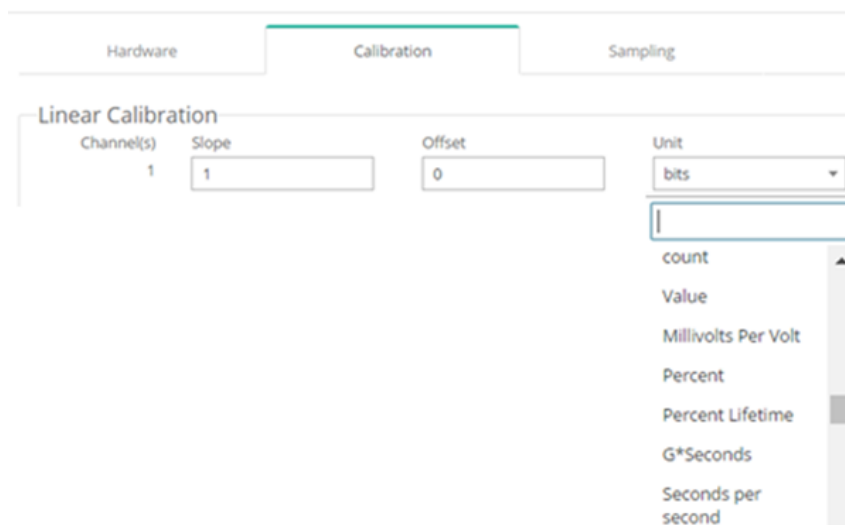 Hardware Calibration Sampling
Linear Calibration
Channel(s) Slope Offset Unit
1 1 0 bits
count
Value
Millivolts Per Volt
Percent
Percent Lifetime
G*Seconds
Seconds per
second